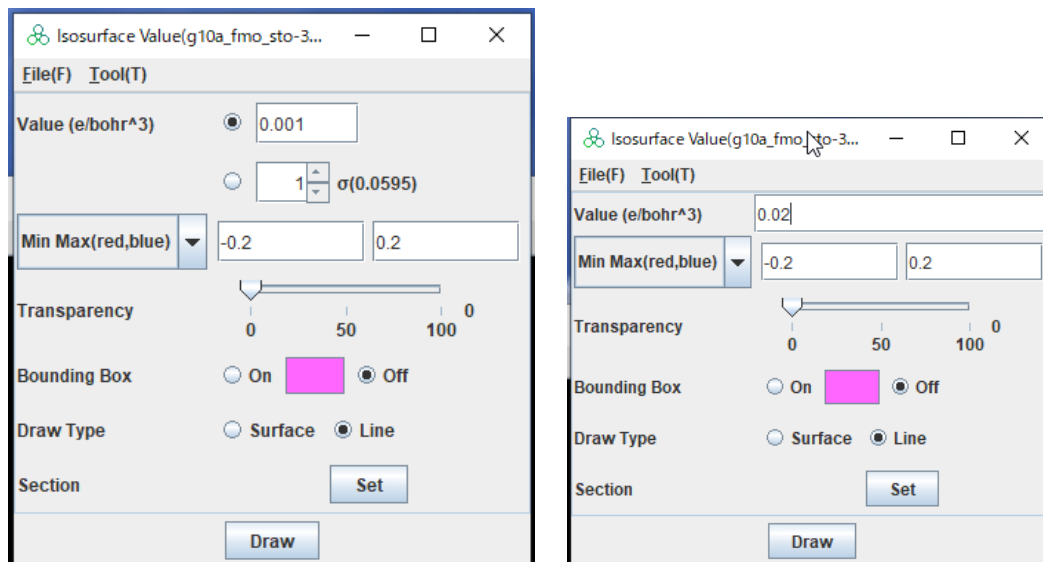 Isosurface Value(g10a_fmo_sto-3...
File(F) Tool(T)
Value (e/bohr^3) 0.001
1 σ(0.0595)
Min Max(red,blue) -0.2 0.2
Transparency 0
0 50 100
Bounding Box On Off
Draw Type Surface Line
Section Set
Draw
Isosurface Value(g10a_fmo_sto-3...
File(F) Tool(T)
Value (e/bohr^3) 0.02
Min Max(red,blue) -0.2 0.2
Transparency 0
0 50 100
Bounding Box On Off
Draw Type Surface Line
Section Set
Draw